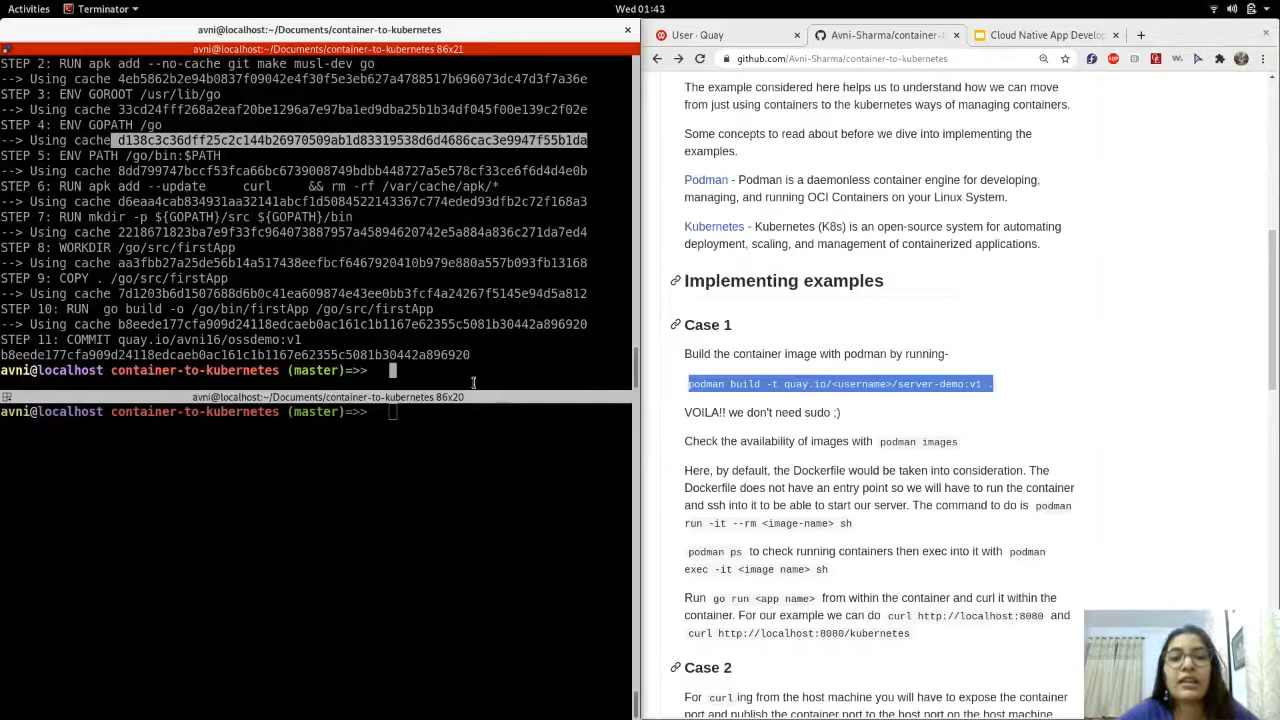 Activities
Terminator
Wed 01:43
avni@localhost:~/Documents/container-to-kubernetes
avni@localhost:~/Documents/container-to-kubernetes 86x21
STEP 2: RUN apk add --no-cache git make musl-dev go
--> Using cache 4eb5862b2e94b0837f09042e4f30f5e3eb627a4788517b696073dc47d3f7a36e
STEP 3: ENV GOROOT /usr/lib/go
--> Using cache 33cd24fff268a2eaf20be1296a7e97ba1ed9dba25b1b34df045f00e139c2f02e
STEP 4: ENV GOPATH /go
--> Using cache d138c3c36dff25c2c144b26970509ab1d83319538d6d4686cac3e9947f55b1da
STEP 5: ENV PATH /go/bin:$PATH
--> Using cache 8dd799747bccf53fca66bc6739008749bdbb448727a5e578cf33ce6f6d4d4e0b
STEP 6: RUN apk add --update     curl     && rm -rf /var/cache/apk/*
--> Using cache d6eaa4cab834931aa32141abcf1d5084522143367c774eded93dfb2c72f168a3
STEP 7: RUN mkdir -p ${GOPATH}/src ${GOPATH}/bin
--> Using cache 2218671823ba7e9f33fc964073887957a45894620742e5a884a836c271da7ed4
STEP 8: WORKDIR /go/src/firstApp
--> Using cache aa3fbb27a25de56b14a517438eefbcf6467920410b979e880a557b093fb13168
STEP 9: COPY . /go/src/firstApp
--> Using cache 7d1203b6d1507688d6b0c41ea609874e43ee0bb3fcf4a24267f5145e94d5a812
STEP 10: RUN  go build -o /go/bin/firstApp /go/src/firstApp
--> Using cache b8eede177cfa909d24118edcaeb0ac161c1b1167e62355c5081b30442a896920
STEP 11: COMMIT quay.io/avni16/ossdemo:v1
b8eede177cfa909d24118edcaeb0ac161c1b1167e62355c5081b30442a896920
avni@localhost container-to-kubernetes (master)=>>
avni@localhost:~/Documents/container-to-kubernetes 86x20
avni@localhost container-to-kubernetes (master)=>>
User · Quay
Avni-Sharma/container-
Cloud Native App Develo
github.com/Avni-Sharma/container-to-kubernetes
The example considered here helps us to understand how we can move
from just using containers to the kubernetes ways of managing containers.
Some concepts to read about before we dive into implementing the
examples.
Podman - Podman is a daemonless container engine for developing,
managing, and running OCI Containers on your Linux System.
Kubernetes - Kubernetes (K8s) is an open-source system for automating
deployment, scaling, and management of containerized applications.
Implementing examples
Case 1
Build the container image with podman by running-
podman build -t quay.io/<username>/server-demo:v1 .
VOILA!! we don't need sudo ;)
Check the availability of images with podman images
Here, by default, the Dockerfile would be taken into consideration. The
Dockerfile does not have an entry point so we will have to run the container
and ssh into it to be able to start our server. The command to do is podman
run -it --rm <image-name> sh
podman ps to check running containers then exec into it with podman
exec -it <image name> sh
Run go run <app name> from within the container and curl it within the
container. For our example we can do curl http://localhost:8080 and
curl http://localhost:8080/kubernetes
Case 2
For curl ing from the host machine you will have to expose the container
port and publish the container port to the host port on the host machine